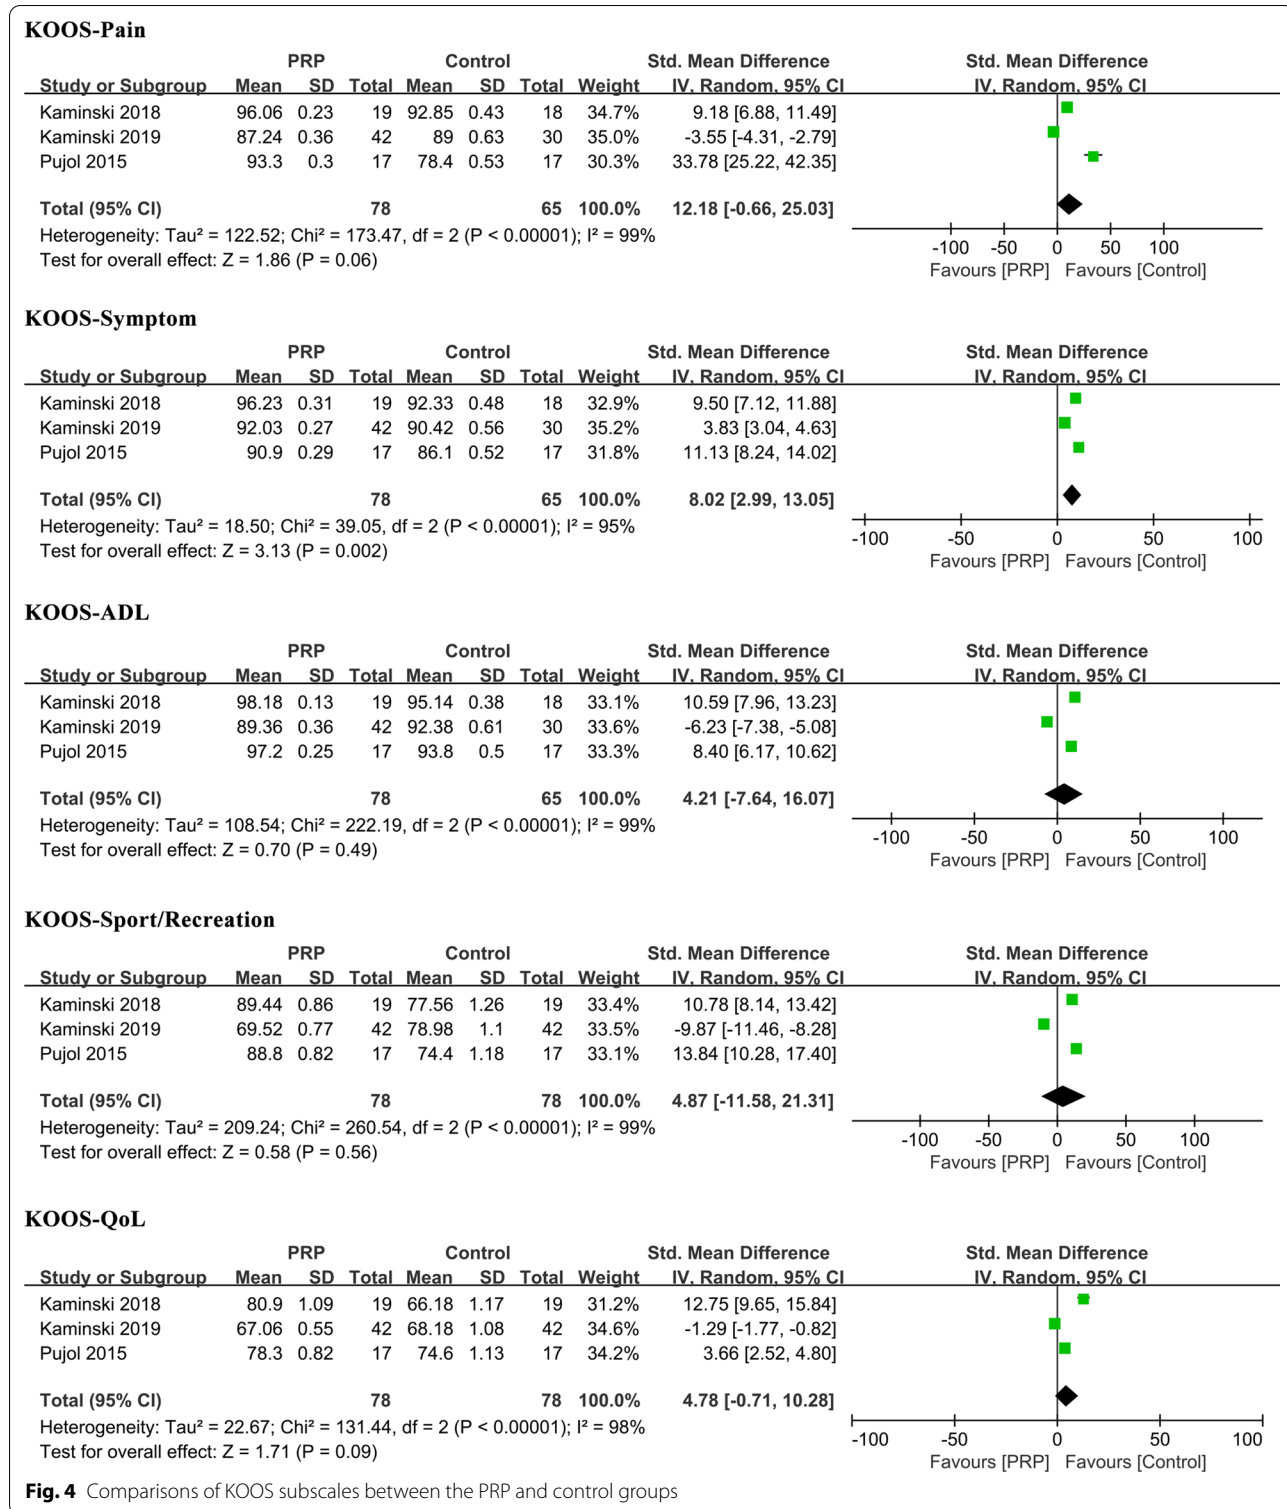 KOOS-Pain
PRP Control Std. Mean Difference Std. Mean Difference
Study or Subgroup Mean SD Total Mean SD Total Weight IV, Random, 95% CI IV, Random, 95% CI
Kaminski 2018 96.06 0.23 19 92.85 0.43 18 34.7% 9.18 [6.88, 11.49]
Kaminski 2019 87.24 0.36 42 89 0.63 30 35.0% -3.55 [-4.31, -2.79]
Pujol 2015 93.3 0.3 17 78.4 0.53 17 30.3% 33.78 [25.22, 42.35]
Total (95% CI) 78 65 100.0% 12.18 [-0.66, 25.03]
Heterogeneity: Tau² = 122.52; Chi² = 173.47, df = 2 (P < 0.00001); I² = 99%
-100 -50 0 50 100
Test for overall effect: Z = 1.86 (P = 0.06)
Favours [PRP] Favours [Control]
KOOS-Symptom
PRP Control Std. Mean Difference Std. Mean Difference
Study or Subgroup Mean SD Total Mean SD Total Weight IV, Random, 95% CI IV, Random, 95% CI
Kaminski 2018 96.23 0.31 19 92.33 0.48 18 32.9% 9.50 [7.12, 11.88]
Kaminski 2019 92.03 0.27 42 90.42 0.56 30 35.2% 3.83 [3.04, 4.63]
Pujol 2015 90.9 0.29 17 86.1 0.52 17 31.8% 11.13 [8.24, 14.02]
Total (95% CI) 78 65 100.0% 8.02 [2.99, 13.05]
Heterogeneity: Tau² = 18.50; Chi² = 39.05, df = 2 (P < 0.00001); I² = 95%
-100 -50 0 50 100
Test for overall effect: Z = 3.13 (P = 0.002)
Favours [PRP] Favours [Control]
KOOS-ADL
PRP Control Std. Mean Difference Std. Mean Difference
Study or Subgroup Mean SD Total Mean SD Total Weight IV, Random, 95% CI IV, Random, 95% CI
Kaminski 2018 98.18 0.13 19 95.14 0.38 18 33.1% 10.59 [7.96, 13.23]
Kaminski 2019 89.36 0.36 42 92.38 0.61 30 33.6% -6.23 [-7.38, -5.08]
Pujol 2015 97.2 0.25 17 93.8 0.5 17 33.3% 8.40 [6.17, 10.62]
Total (95% CI) 78 65 100.0% 4.21 [-7.64, 16.07]
Heterogeneity: Tau² = 108.54; Chi² = 222.19, df = 2 (P < 0.00001); I² = 99%
-100 -50 0 50 100
Test for overall effect: Z = 0.70 (P = 0.49)
Favours [PRP] Favours [Control]
KOOS-Sport/Recreation
PRP Control Std. Mean Difference Std. Mean Difference
Study or Subgroup Mean SD Total Mean SD Total Weight IV, Random, 95% CI IV, Random, 95% CI
Kaminski 2018 89.44 0.86 19 77.56 1.26 19 33.4% 10.78 [8.14, 13.42]
Kaminski 2019 69.52 0.77 42 78.98 1.1 42 33.5% -9.87 [-11.46, -8.28]
Pujol 2015 88.8 0.82 17 74.4 1.18 17 33.1% 13.84 [10.28, 17.40]
Total (95% CI) 78 78 100.0% 4.87 [-11.58, 21.31]
Heterogeneity: Tau² = 209.24; Chi² = 260.54, df = 2 (P < 0.00001); I² = 99%
-100 -50 0 50 100
Test for overall effect: Z = 0.58 (P = 0.56)
Favours [PRP] Favours [Control]
KOOS-QoL
PRP Control Std. Mean Difference Std. Mean Difference
Study or Subgroup Mean SD Total Mean SD Total Weight IV, Random, 95% CI IV, Random, 95% CI
Kaminski 2018 80.9 1.09 19 66.18 1.17 19 31.2% 12.75 [9.65, 15.84]
Kaminski 2019 67.06 0.55 42 68.18 1.08 42 34.6% -1.29 [-1.77, -0.82]
Pujol 2015 78.3 0.82 17 74.6 1.13 17 34.2% 3.66 [2.52, 4.80]
Total (95% CI) 78 78 100.0% 4.78 [-0.71, 10.28]
Heterogeneity: Tau² = 22.67; Chi² = 131.44, df = 2 (P < 0.00001); I² = 98%
-100 -50 0 50 100
Test for overall effect: Z = 1.71 (P = 0.09)
Favours [PRP] Favours [Control]
Fig. 4 Comparisons of KOOS subscales between the PRP and control groups